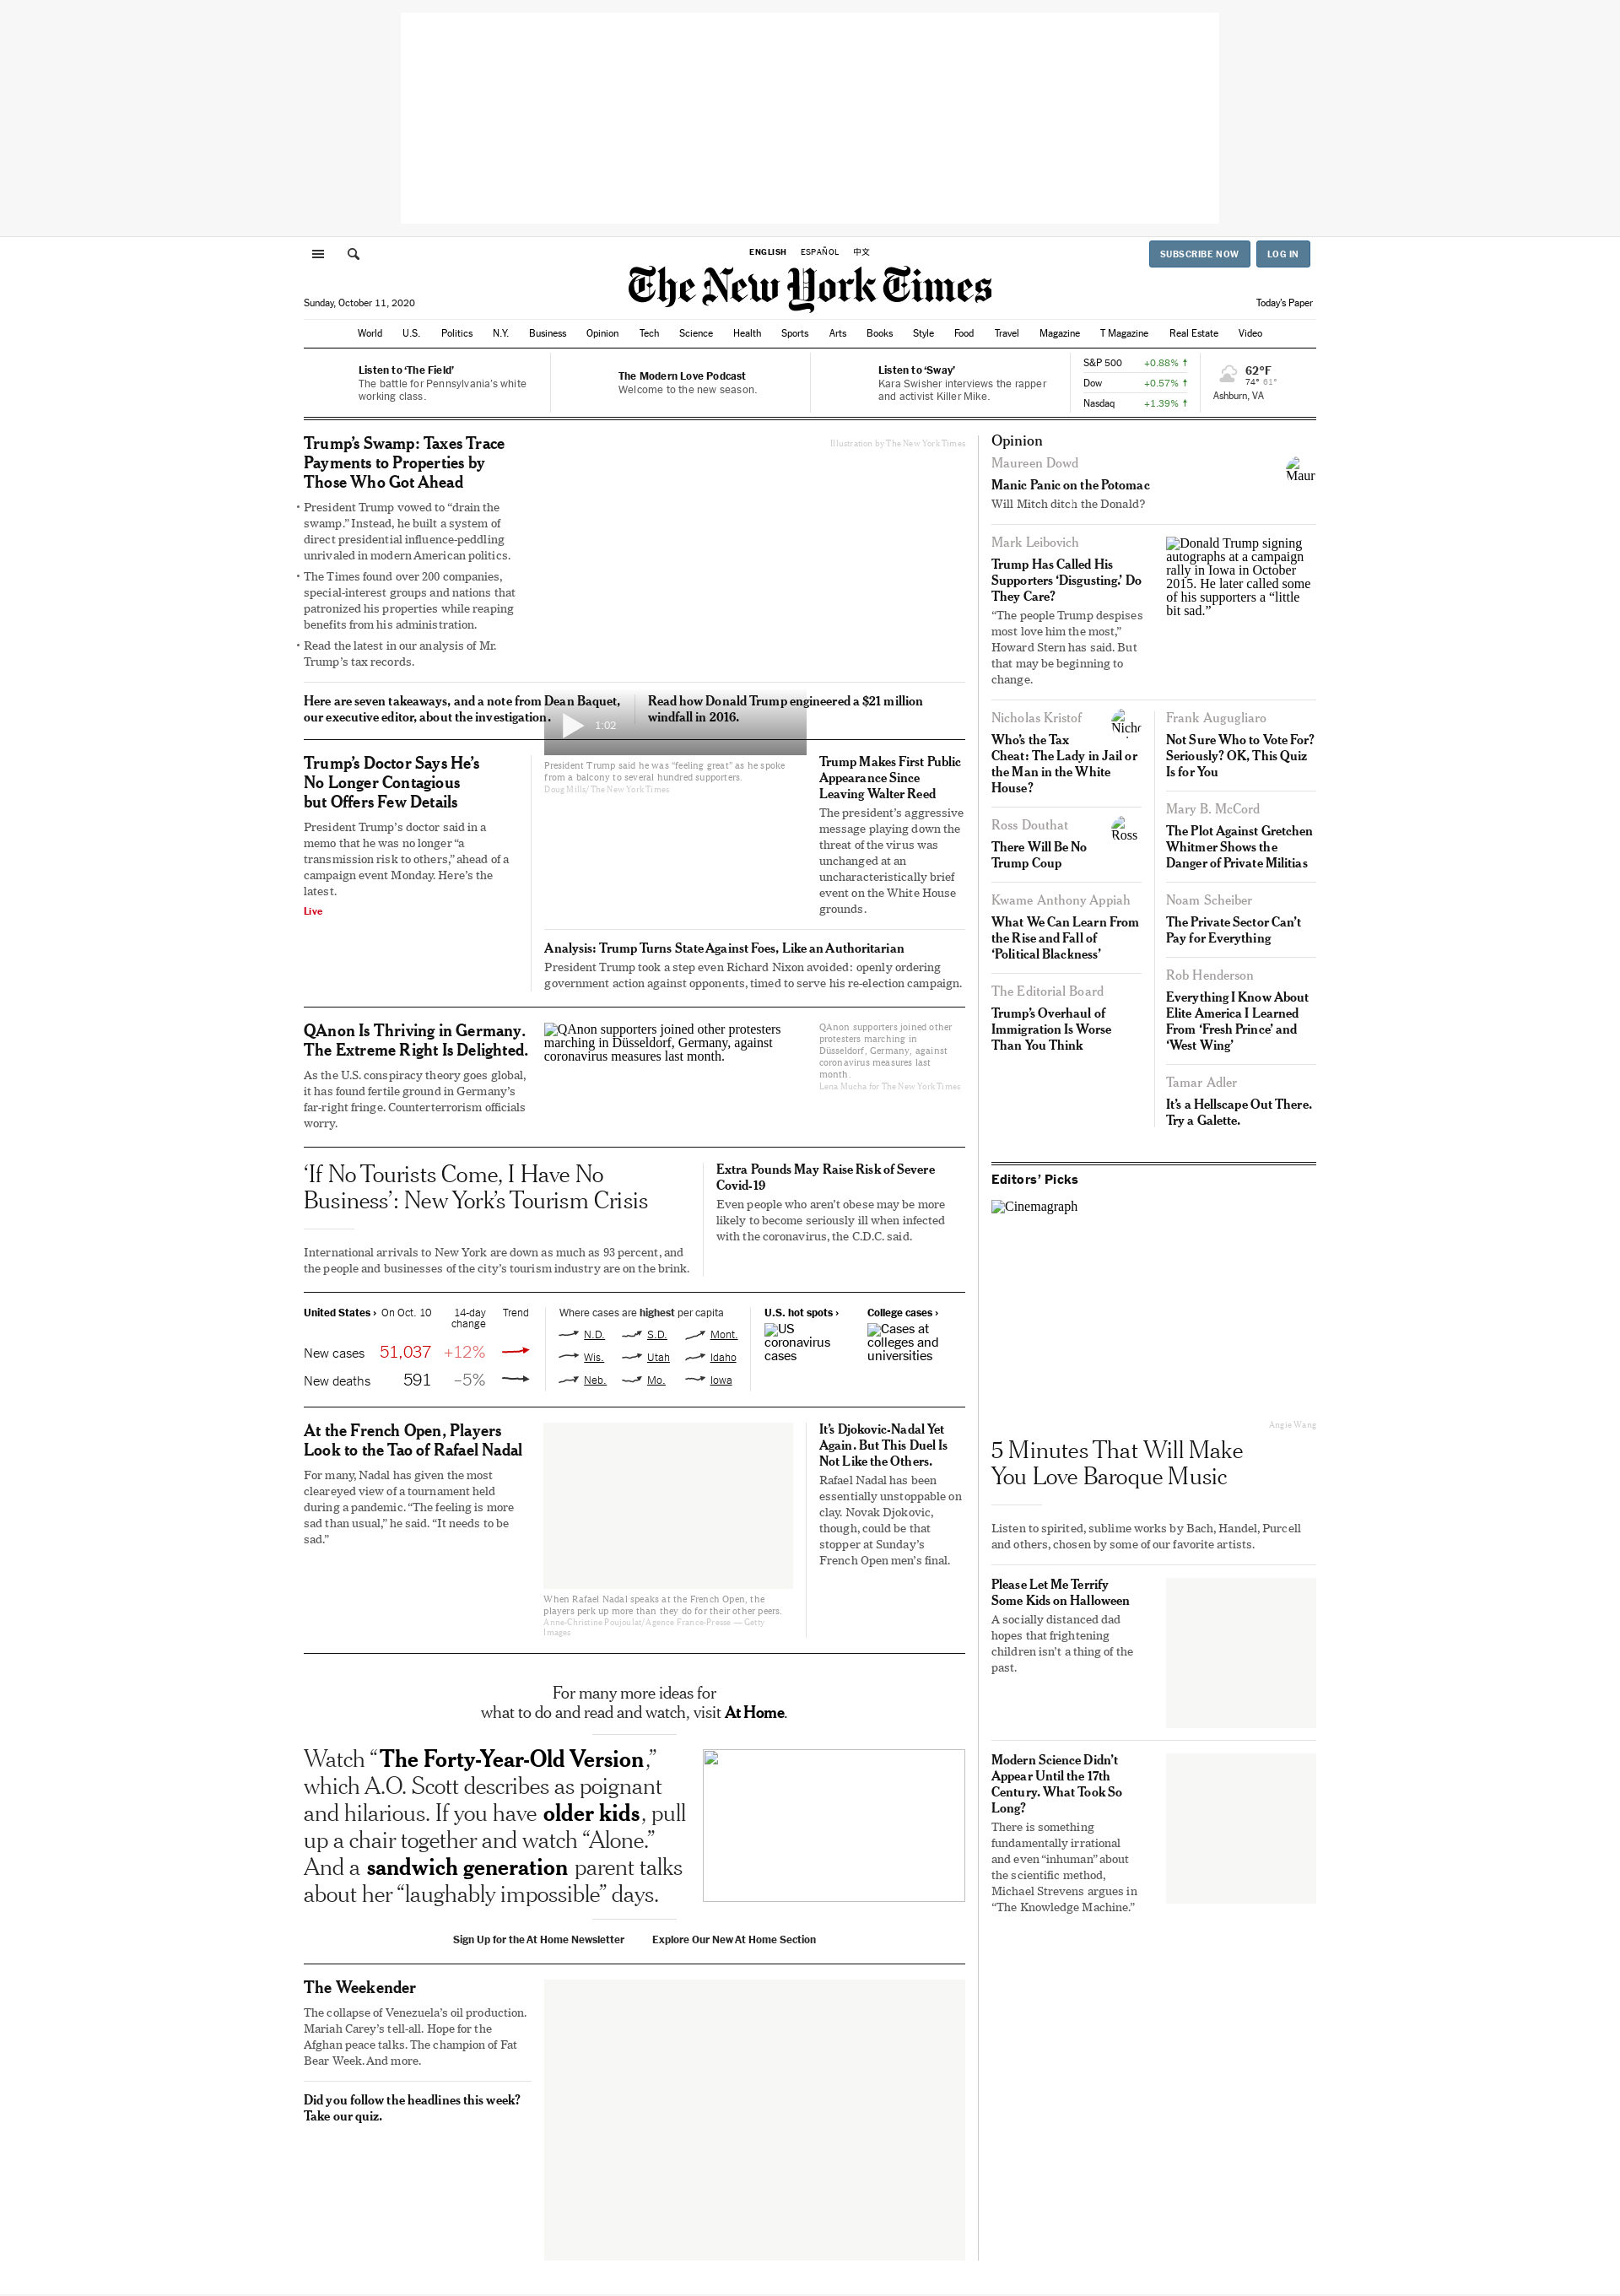 ENGLISH ESPAÑOL 中文
SUBSCRIBE NOW LOG IN
The New York Times
Sunday, October 11, 2020
Today's Paper
World U.S. Politics N.Y. Business Opinion Tech Science Health Sports Arts Books Style Food Travel Magazine T Magazine Real Estate Video
Listen to ‘The Field’
The battle for Pennsylvania’s white
working class.
The Modern Love Podcast
Welcome to the new season.
Listen to ‘Sway’
Kara Swisher interviews the rapper
and activist Killer Mike.
S&P 500 +0.88%
Dow +0.57%
Nasdaq +1.39%
62°F
74° 61°
Ashburn, VA
Trump’s Swamp: Taxes Trace
Payments to Properties by
Those Who Got Ahead
• President Trump vowed to “drain the
swamp.” Instead, he built a system of
direct presidential influence-peddling
unrivaled in modern American politics.
• The Times found over 200 companies,
special-interest groups and nations that
patronized his properties while reaping
benefits from his administration.
• Read the latest in our analysis of Mr.
Trump’s tax records.
Illustration by The New York Times
Here are seven takeaways, and a note from Dean Baquet,
our executive editor, about the investigation.
Read how Donald Trump engineered a $21 million
windfall in 2016.
1:02
Trump’s Doctor Says He’s
No Longer Contagious
but Offers Few Details
President Trump’s doctor said in a
memo that he was no longer “a
transmission risk to others,” ahead of a
campaign event Monday. Here’s the
latest.
Live
President Trump said he was “feeling great” as he spoke
from a balcony to several hundred supporters.
Doug Mills/The New York Times
Trump Makes First Public
Appearance Since
Leaving Walter Reed
The president’s aggressive
message playing down the
threat of the virus was
unchanged at an
uncharacteristically brief
event on the White House
grounds.
Analysis: Trump Turns State Against Foes, Like an Authoritarian
President Trump took a step even Richard Nixon avoided: openly ordering
government action against opponents, timed to serve his re-election campaign.
QAnon Is Thriving in Germany.
The Extreme Right Is Delighted.
As the U.S. conspiracy theory goes global,
it has found fertile ground in Germany’s
far-right fringe. Counterterrorism officials
worry.
QAnon supporters joined other protesters
marching in Düsseldorf, Germany, against
coronavirus measures last month.
QAnon supporters joined other
protesters marching in
Düsseldorf, Germany, against
coronavirus measures last
month.
Lena Mucha for The New York Times
‘If No Tourists Come, I Have No
Business’: New York’s Tourism Crisis
International arrivals to New York are down as much as 93 percent, and
the people and businesses of the city’s tourism industry are on the brink.
Extra Pounds May Raise Risk of Severe
Covid-19
Even people who aren’t obese may be more
likely to become seriously ill when infected
with the coronavirus, the C.D.C. said.
United States › On Oct. 10 14-day
change Trend
New cases 51,037 +12%
New deaths 591 –5%
Where cases are highest per capita
N.D. S.D. Mont.
Wis. Utah Idaho
Neb. Mo. Iowa
U.S. hot spots ›
US
coronavirus
cases
College cases ›
Cases at
colleges and
universities
At the French Open, Players
Look to the Tao of Rafael Nadal
For many, Nadal has given the most
cleareyed view of a tournament held
during a pandemic. “The feeling is more
sad than usual,” he said. “It needs to be
sad.”
When Rafael Nadal speaks at the French Open, the
players perk up more than they do for their other peers.
Anne-Christine Poujoulat/Agence France-Presse — Getty
Images
It’s Djokovic-Nadal Yet
Again. But This Duel Is
Not Like the Others.
Rafael Nadal has been
essentially unstoppable on
clay. Novak Djokovic,
though, could be that
stopper at Sunday’s
French Open men’s final.
For many more ideas for
what to do and read and watch, visit At Home.
Watch “The Forty-Year-Old Version,”
which A.O. Scott describes as poignant
and hilarious. If you have older kids, pull
up a chair together and watch “Alone.”
And a sandwich generation parent talks
about her “laughably impossible” days.
Sign Up for the At Home Newsletter
Explore Our New At Home Section
The Weekender
The collapse of Venezuela’s oil production.
Mariah Carey’s tell-all. Hope for the
Afghan peace talks. The champion of Fat
Bear Week. And more.
Did you follow the headlines this week?
Take our quiz.
Opinion
Maureen Dowd
Manic Panic on the Potomac
Will Mitch ditch the Donald?
Maur
Mark Leibovich
Trump Has Called His
Supporters ‘Disgusting.’ Do
They Care?
“The people Trump despises
most love him the most,”
Howard Stern has said. But
that may be beginning to
change.
Donald Trump signing
autographs at a campaign
rally in Iowa in October
2015. He later called some
of his supporters a “little
bit sad.”
Nicholas Kristof
Who’s the Tax
Cheat: The Lady in Jail or
the Man in the White
House?
Ross Douthat
Ross
There Will Be No
Trump Coup
Kwame Anthony Appiah
What We Can Learn From
the Rise and Fall of
‘Political Blackness’
The Editorial Board
Trump’s Overhaul of
Immigration Is Worse
Than You Think
Frank Augugliaro
Not Sure Who to Vote For?
Seriously? OK, This Quiz
Is for You
Mary B. McCord
The Plot Against Gretchen
Whitmer Shows the
Danger of Private Militias
Noam Scheiber
The Private Sector Can’t
Pay for Everything
Rob Henderson
Everything I Know About
Elite America I Learned
From ‘Fresh Prince’ and
‘West Wing’
Tamar Adler
It’s a Hellscape Out There.
Try a Galette.
Editors’ Picks
Cinemagraph
Angie Wang
5 Minutes That Will Make
You Love Baroque Music
Listen to spirited, sublime works by Bach, Handel, Purcell
and others, chosen by some of our favorite artists.
Please Let Me Terrify
Some Kids on Halloween
A socially distanced dad
hopes that frightening
children isn’t a thing of the
past.
Modern Science Didn’t
Appear Until the 17th
Century. What Took So
Long?
There is something
fundamentally irrational
and even “inhuman” about
the scientific method,
Michael Strevens argues in
“The Knowledge Machine.”